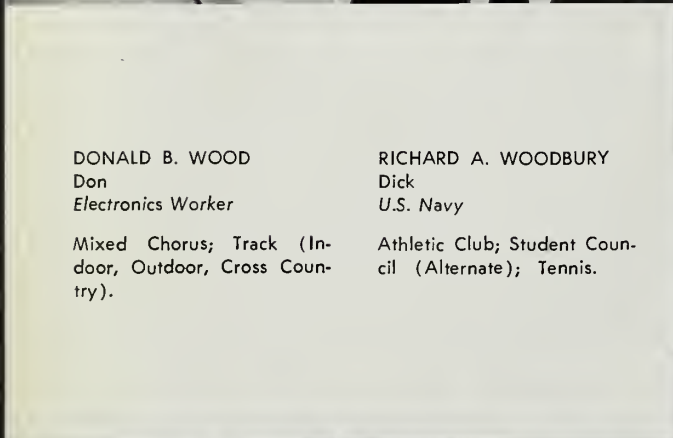 DONALD B. WOOD
Don
Electronics Worker
Mixed Chorus; Track (In-
door, Outdoor, Cross Coun-
try).
RICHARD A. WOODBURY
Dick
U.S. Navy
Athletic Club; Student Coun-
cil (Alternate); Tennis.